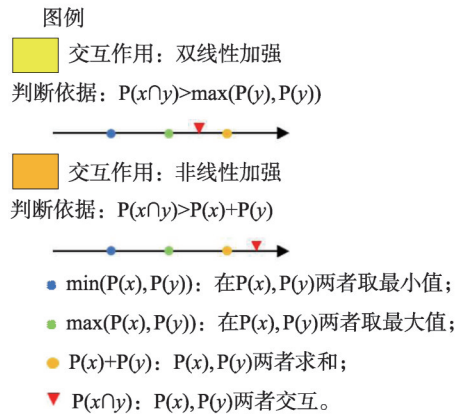 图例
交互作用：双线性加强
判断依据：P(x∩y)>max(P(y), P(y))
交互作用：非线性加强
判断依据：P(x∩y)>P(x)+P(y)
min(P(x), P(y))：在P(x), P(y)两者取最小值；
max(P(x), P(y))：在P(x), P(y)两者取最大值；
P(x)+P(y)：P(x), P(y)两者求和；
P(x∩y)：P(x), P(y)两者交互。